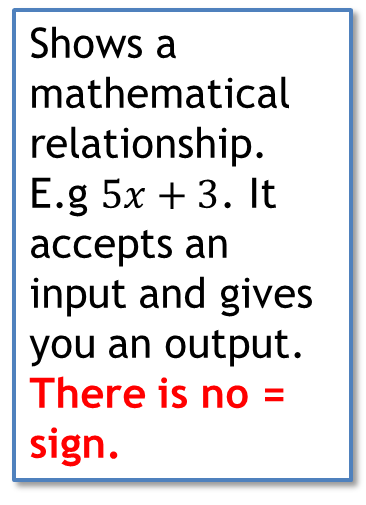 Shows a
mathematical
relationship.
E.g 5𝑥 + 3. It
accepts an
input and gives
you an output.
There is no =
sign.